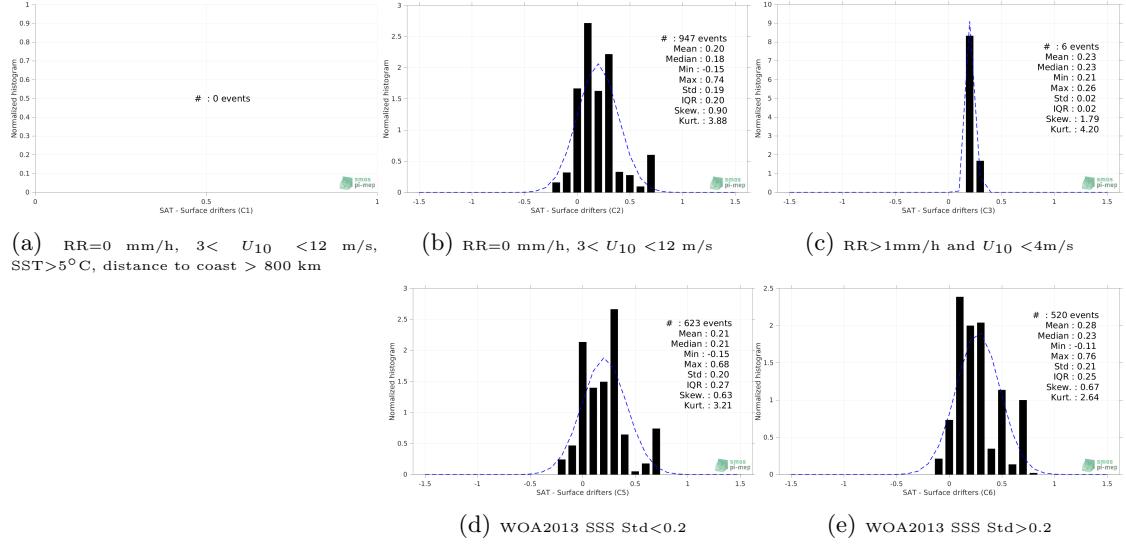 1
0.9
0.8
0.7
0.6
0.5
0.4
0.3
0.2
0.1
0
0
0.5
1
Normalized histogram
# : 0 events
smos
pi-mep
SAT - Surface drifters (C1)
(a) RR=0 mm/h, 3< U10 <12 m/s,
SST>5°C, distance to coast > 800 km
3
2.5
2
1.5
1
0.5
0
-1.5
-1
-0.5
0
0.5
1
1.5
Normalized histogram
# : 947 events
Mean : 0.20
Median : 0.18
Min : -0.15
Max : 0.74
Std : 0.19
IQR : 0.20
Skew. : 0.90
Kurt. : 3.88
smos
pi-mep
SAT - Surface drifters (C2)
(b) RR=0 mm/h, 3< U10 <12 m/s
10
9
8
7
6
5
4
3
2
1
0
-1.5
-1
-0.5
0
0.5
1
1.5
Normalized histogram
# : 6 events
Mean : 0.23
Median : 0.23
Min : 0.21
Max : 0.26
Std : 0.02
IQR : 0.02
Skew. : 1.79
Kurt. : 4.20
smos
pi-mep
SAT - Surface drifters (C3)
(c) RR>1mm/h and U10 <4m/s
3
2.5
2
1.5
1
0.5
0
-1.5
-1
-0.5
0
0.5
1
1.5
Normalized histogram
# : 623 events
Mean : 0.21
Median : 0.21
Min : -0.15
Max : 0.68
Std : 0.20
IQR : 0.27
Skew. : 0.63
Kurt. : 3.21
smos
pi-mep
SAT - Surface drifters (C5)
(d) WOA2013 SSS Std<0.2
2.5
2
1.5
1
0.5
0
-1.5
-1
-0.5
0
0.5
1
1.5
Normalized histogram
# : 520 events
Mean : 0.28
Median : 0.23
Min : -0.11
Max : 0.76
Std : 0.21
IQR : 0.25
Skew. : 0.67
Kurt. : 2.64
smos
pi-mep
SAT - Surface drifters (C6)
(e) WOA2013 SSS Std>0.2